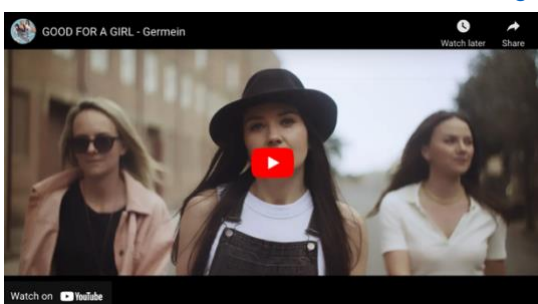 GOOD FOR A GIRL - Germein
Watch later
Share
Watch on YouTube